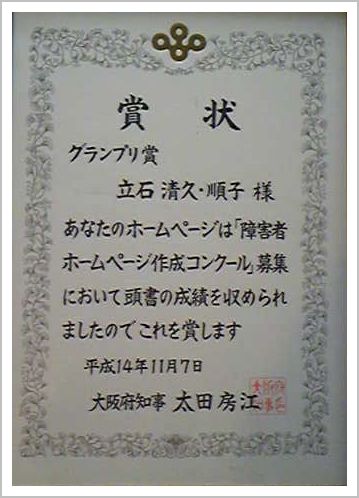 賞状
グランプリ賞
立石 清久・順子 様
あなたのホームページは「障害者
ホームページ作成コンクール」募集
において頭書の成績を収められ
ましたのでこれを賞します
平成14年11月7日
大阪府知事 太田房江